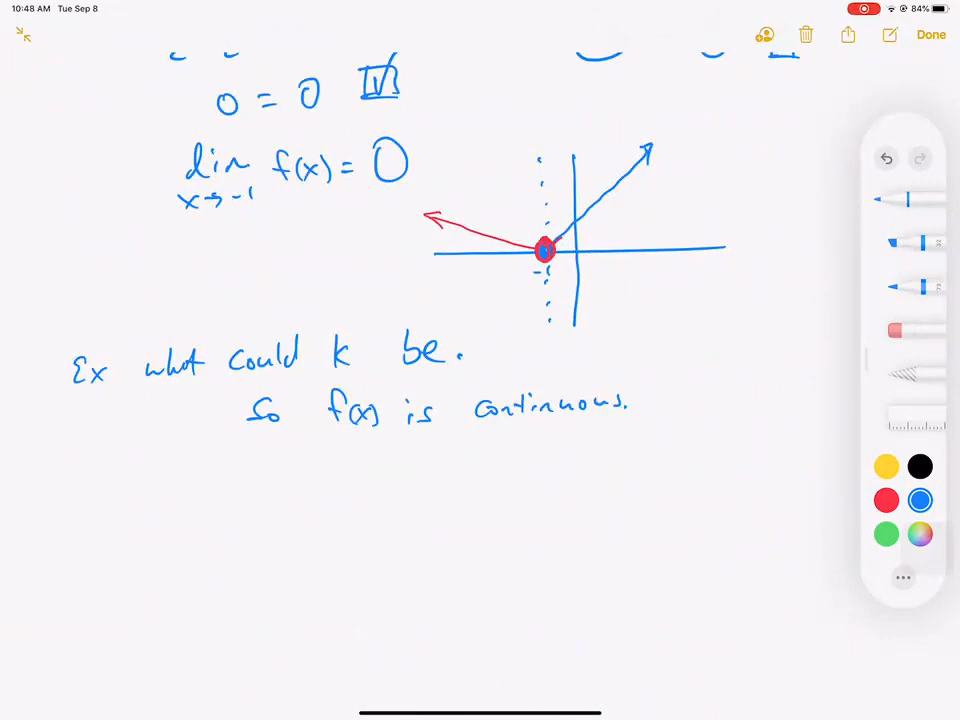 10:48 AM Tue Sep 8
84%
Done
0 = 0
lim f(x) = 0
x → -1
-1
Ex what could k be.
So f(x) is continuous.